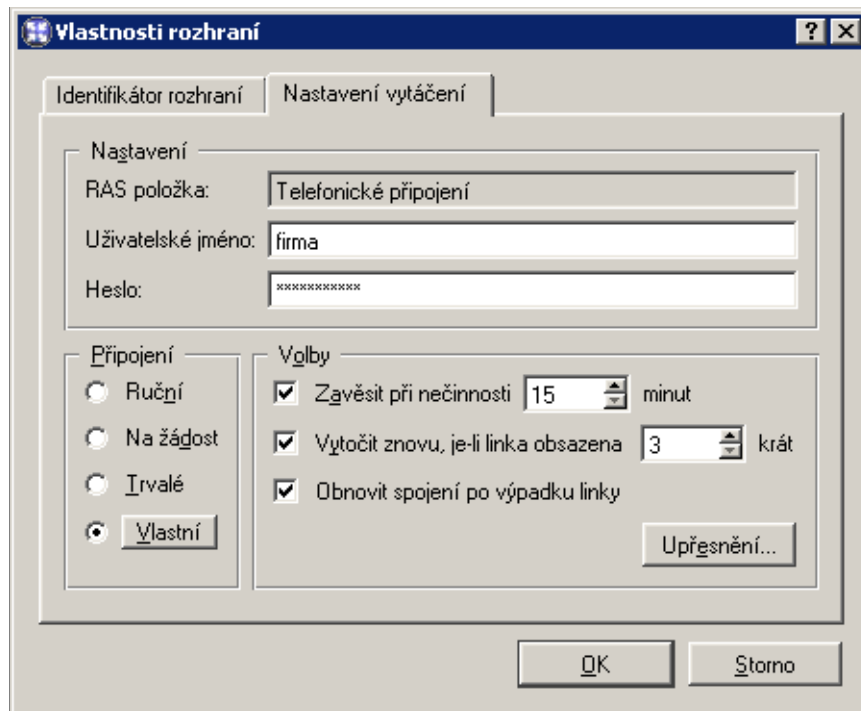 Vlastnosti rozhraní
Identifikátor rozhraní
Nastavení vytáčení
Nastavení
RAS položka: Telefonické připojení
Uživatelské jméno: firma
Heslo: ***********
Připojení
Ruční
Na žádost
Trvalé
Vlastní
Volby
Zavěsit při nečinnosti 15 minut
Vytočit znovu, je-li linka obsazena 3 krát
Obnovit spojení po výpadku linky
Upřesnění...
OK
Storno